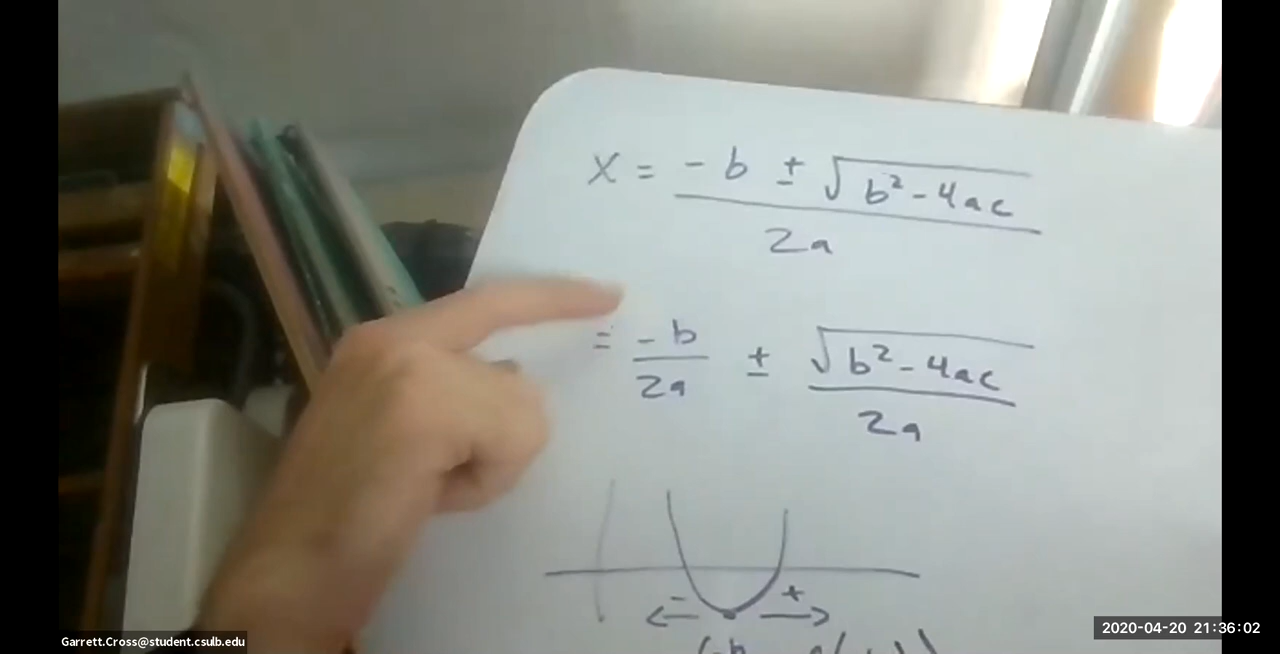 x = -b ± √b²-4ac
2a
= -b/2a ± √b²-4ac/2a
- +
Garrett.Cross@student.csulb.edu
2020-04-20 21:36:02